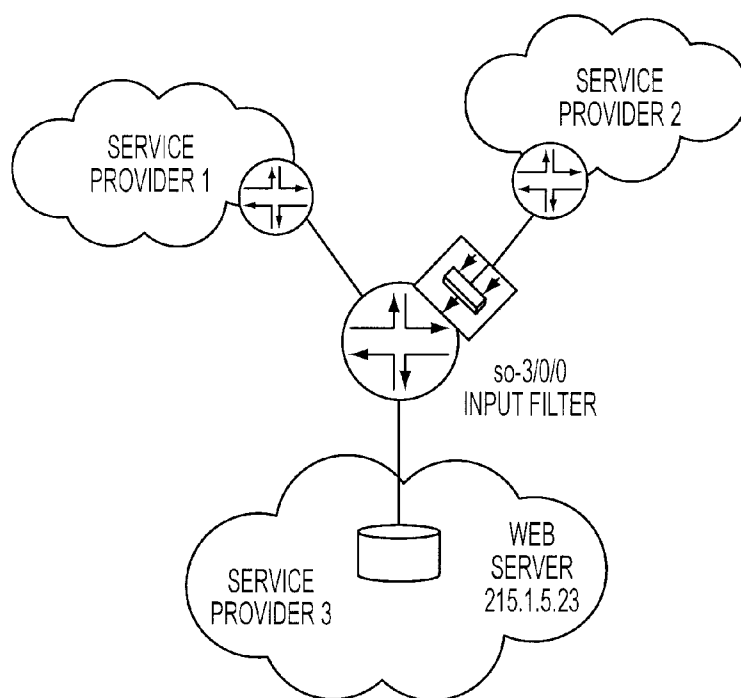 SERVICE
PROVIDER 1
SERVICE
PROVIDER 2
so-3/0/0
INPUT FILTER
SERVICE
PROVIDER 3
WEB
SERVER
215.1.5.23